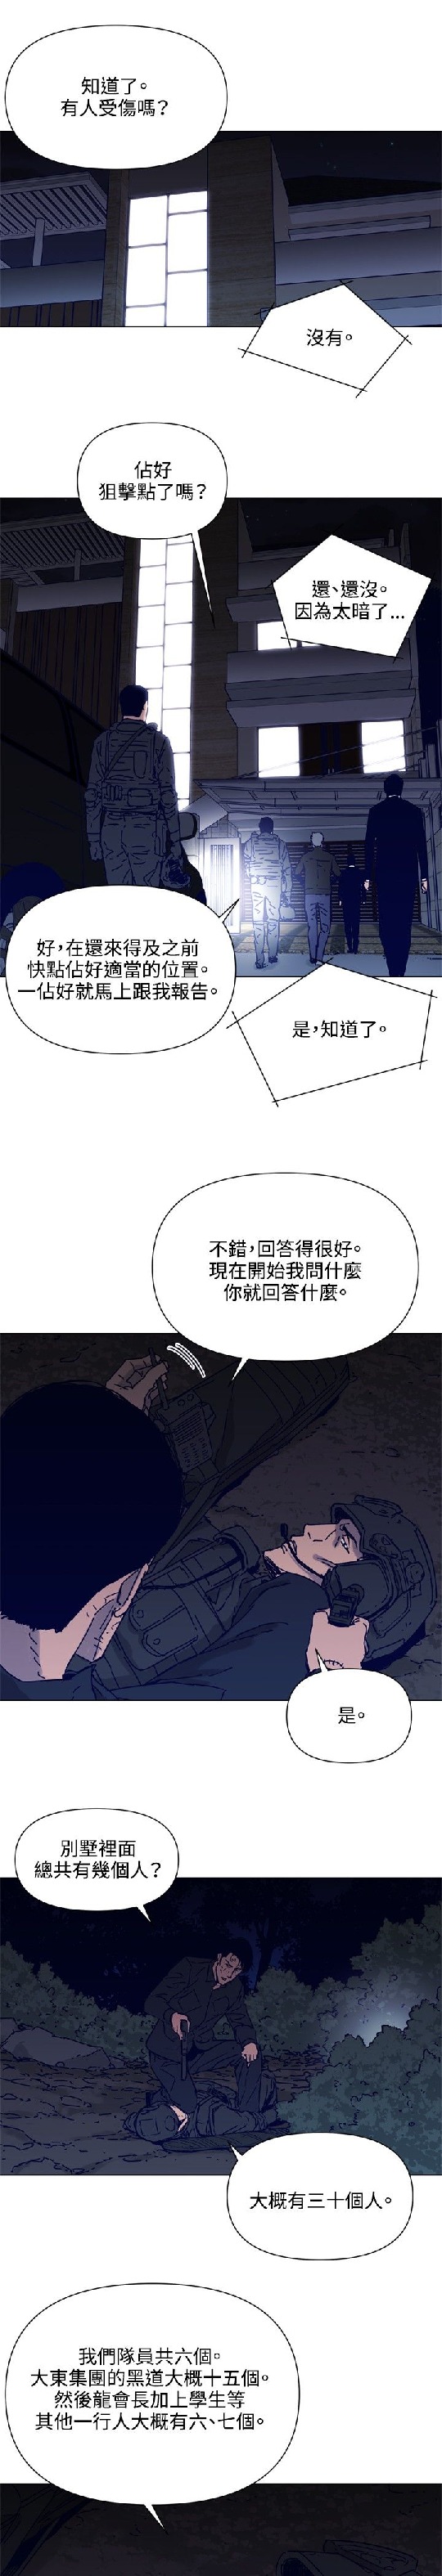 知道了。
有人受傷嗎？
沒有。
佔好
狙擊點了嗎？
還、還沒。
因為太暗了...
好，在還來得及之前
快點佔好適當的位置。
一佔好就馬上跟我報告。
是，知道了。
不錯，回答得很好。
現在開始我問什麼
你就回答什麼。
是。
別墅裡面
總共有幾個人？
大概有三十個人。
我們隊員共六個。
大東集團的黑道大概十五個。
然後龍會長加上學生等
其他一行人大概有六、七個。